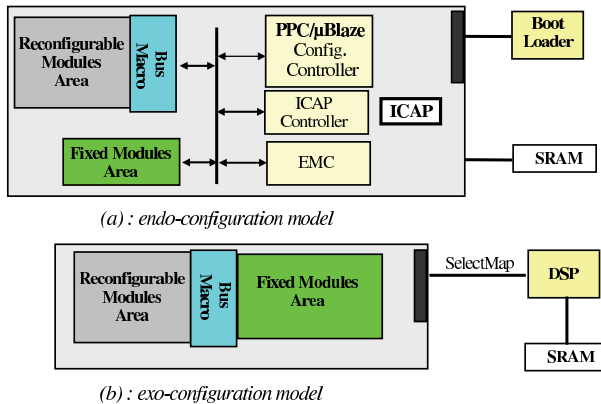 Reconfigurable
Modules
Area
Bus
Macro
PPC/µBlaze
Config.
Controller
Boot
Loader
ICAP
Controller
ICAP
Fixed Modules
Area
EMC
SRAM
(a) : endo-configuration model
Reconfigurable
Modules
Area
Bus
Macro
Fixed Modules
Area
SelectMap
DSP
SRAM
(b) : exo-configuration model